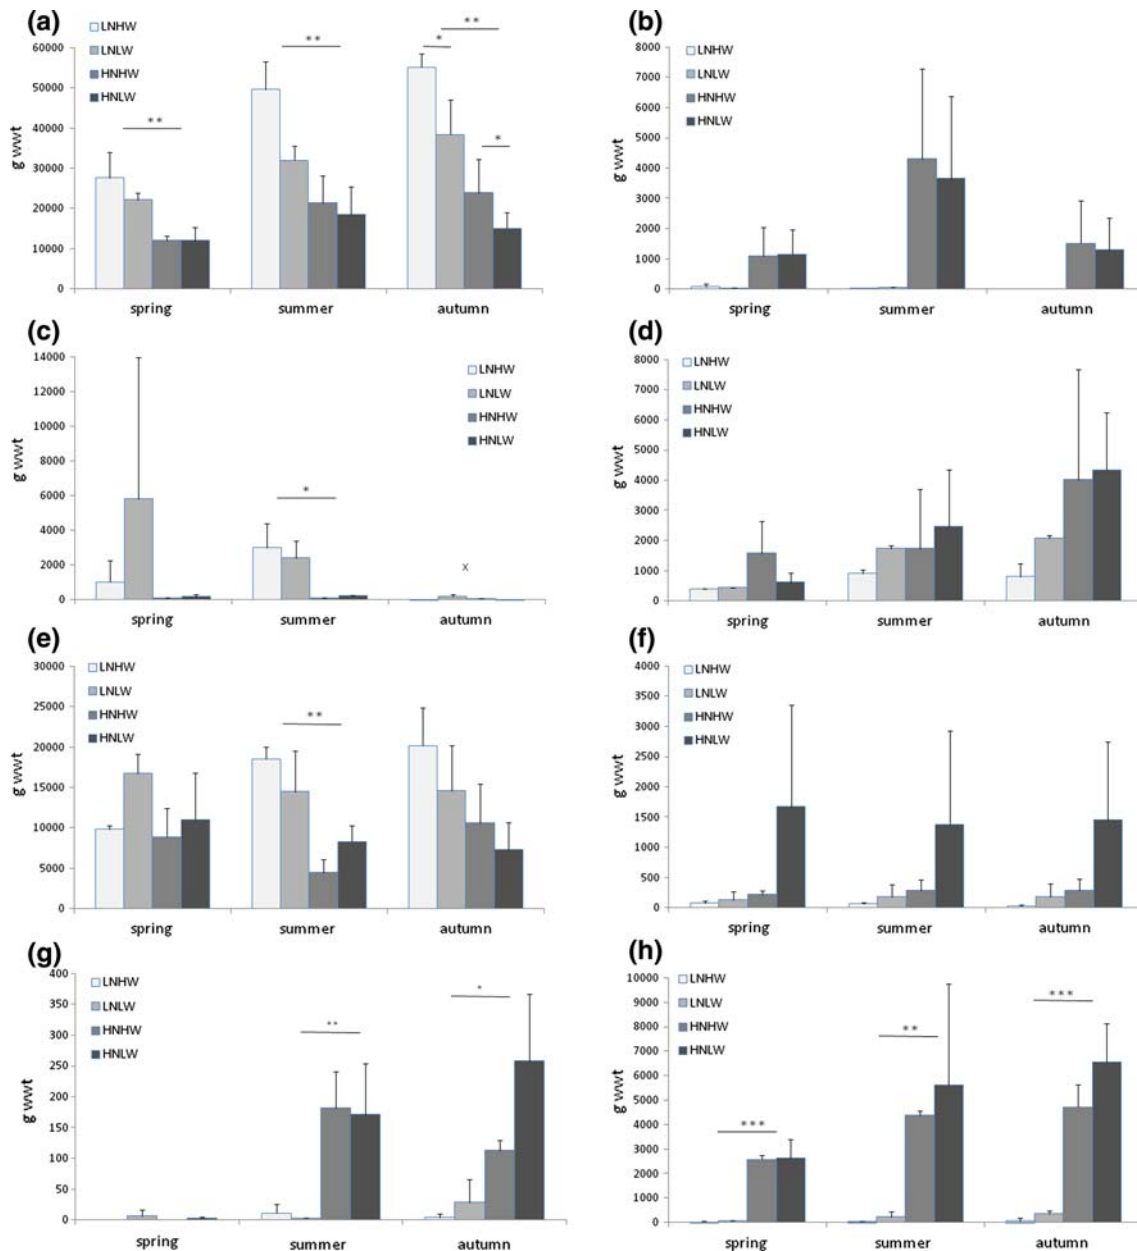 (a)
LNHW
LNLW
HNHW
HNLW
g wwt
60000
50000
40000
30000
20000
10000
0
**
**
*
**
*
spring summer autumn
(b)
LNHW
LNLW
HNHW
HNLW
g wwt
8000
7000
6000
5000
4000
3000
2000
1000
0
spring summer autumn
(c)
LNHW
LNLW
HNHW
HNLW
g wwt
14000
12000
10000
8000
6000
4000
2000
0
*
X
spring summer autumn
(d)
LNHW
LNLW
HNHW
HNLW
g wwt
8000
7000
6000
5000
4000
3000
2000
1000
0
spring summer autumn
(e)
LNHW
LNLW
HNHW
HNLW
g wwt
30000
25000
20000
15000
10000
5000
0
**
spring summer autumn
(f)
LNHW
LNLW
HNHW
HNLW
g wwt
4000
3500
3000
2500
2000
1500
1000
500
0
spring summer autumn
(g)
LNHW
LNLW
HNHW
HNLW
g wwt
400
350
300
250
200
150
100
50
0
**
*
spring summer autumn
(h)
LNHW
LNLW
HNHW
HNLW
g wwt
10000
9000
8000
7000
6000
5000
4000
3000
2000
1000
0
***
**
***
spring summer autumn